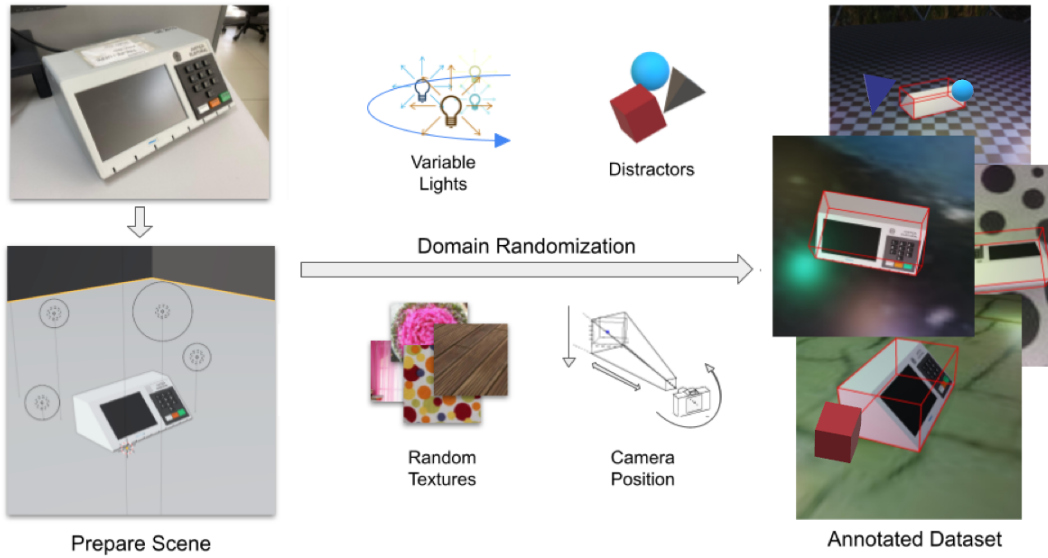 Variable
Lights
Distractors
Domain Randomization
Random
Textures
Camera
Position
Prepare Scene
Annotated Dataset